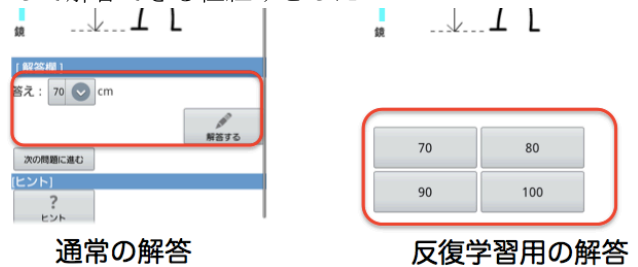 鏡
鏡
[解答欄]
答え： 70 cm
解答する
次の問題に進む
[ヒント]
?
ヒント
70 80
90 100
通常の解答
反復学習用の解答